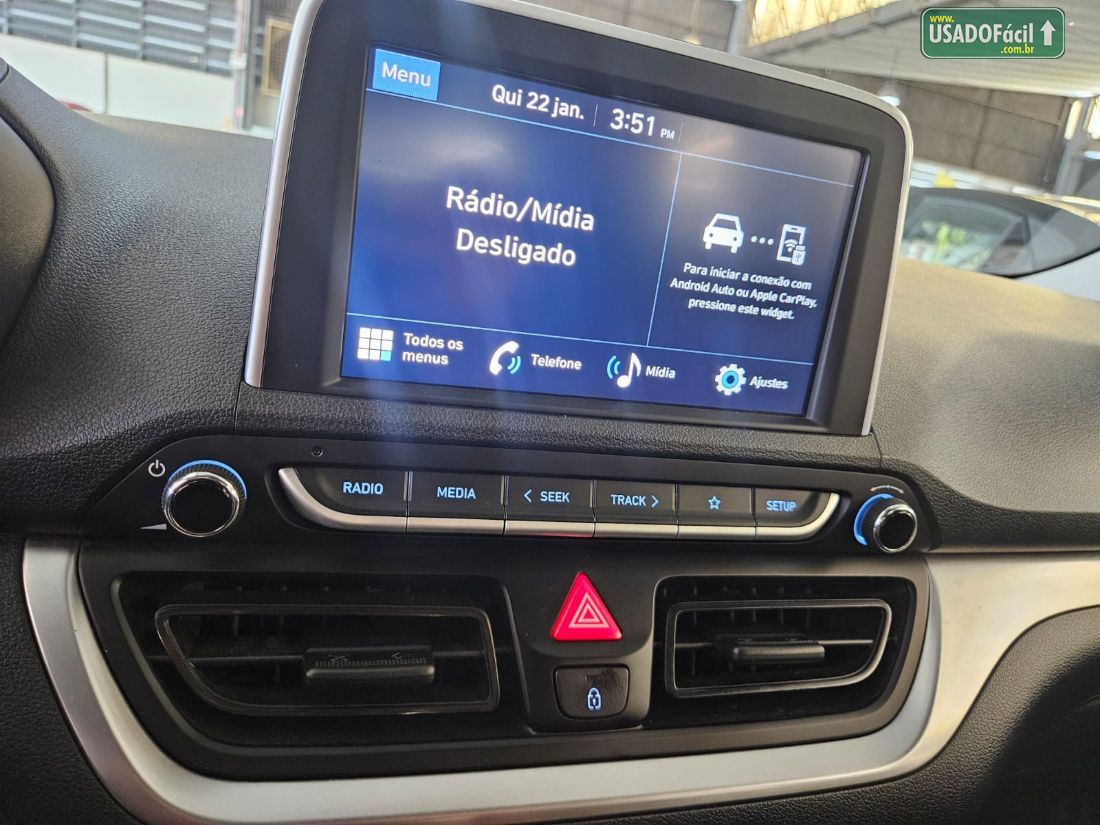 www.
USADOFácil
.com.br
Menu
Qui 22 jan. 3:51 PM
Rádio/Mídia
Desligado
Para iniciar a conexão com
Android Auto ou Apple CarPlay,
pressione este widget.
Todos os
menus
Telefone
Mídia
Ajustes
RADIO MEDIA < SEEK TRACK > SETUP